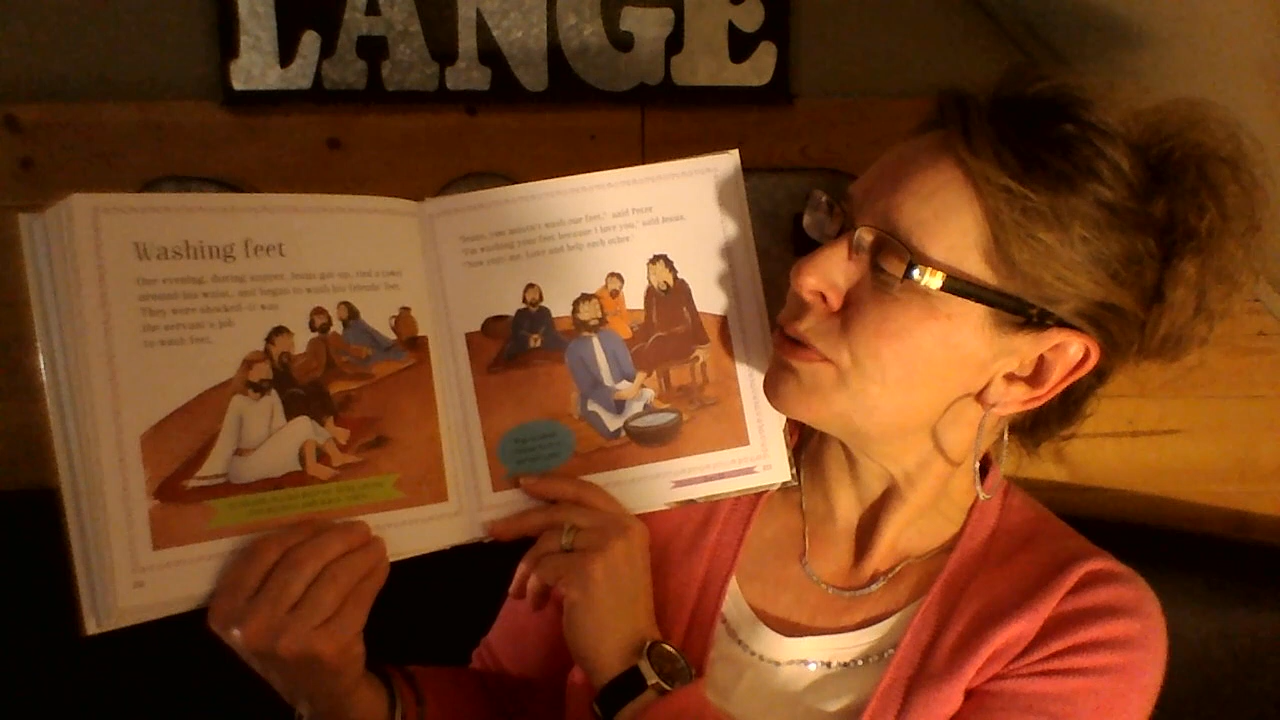 LANGE
Washing feet
One evening, during supper, Jesus got up, tied a towel
around his waist, and began to wash his friends' feet.
They were shocked–it was
the servant's job
to wash feet.
"Jesus, you mustn't wash our feet," said Peter.
"I'm washing your feet because I love you," said Jesus.
"Now copy me. Love and help each other."